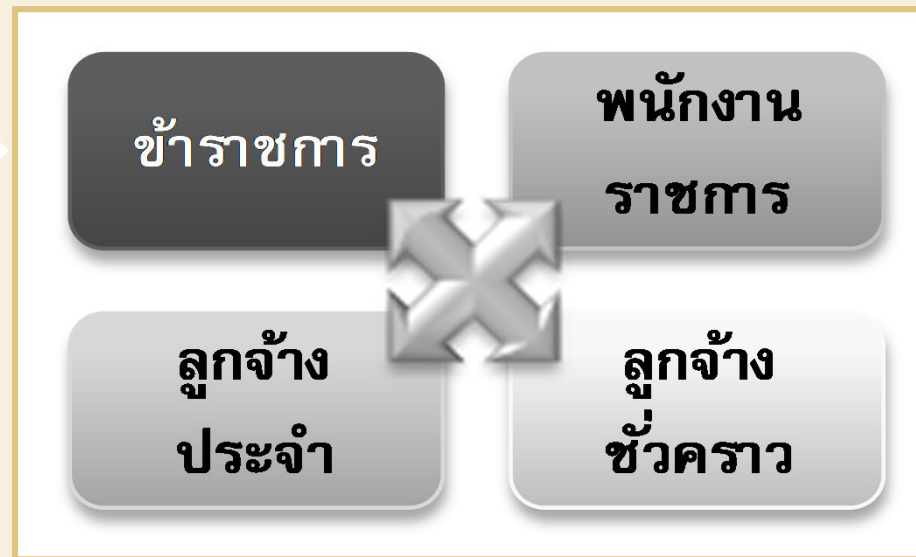 ข้าราชการ
พนักงาน
ราชการ
ลูกจ้าง
ประจำ
ลูกจ้าง
ชั่วคราว